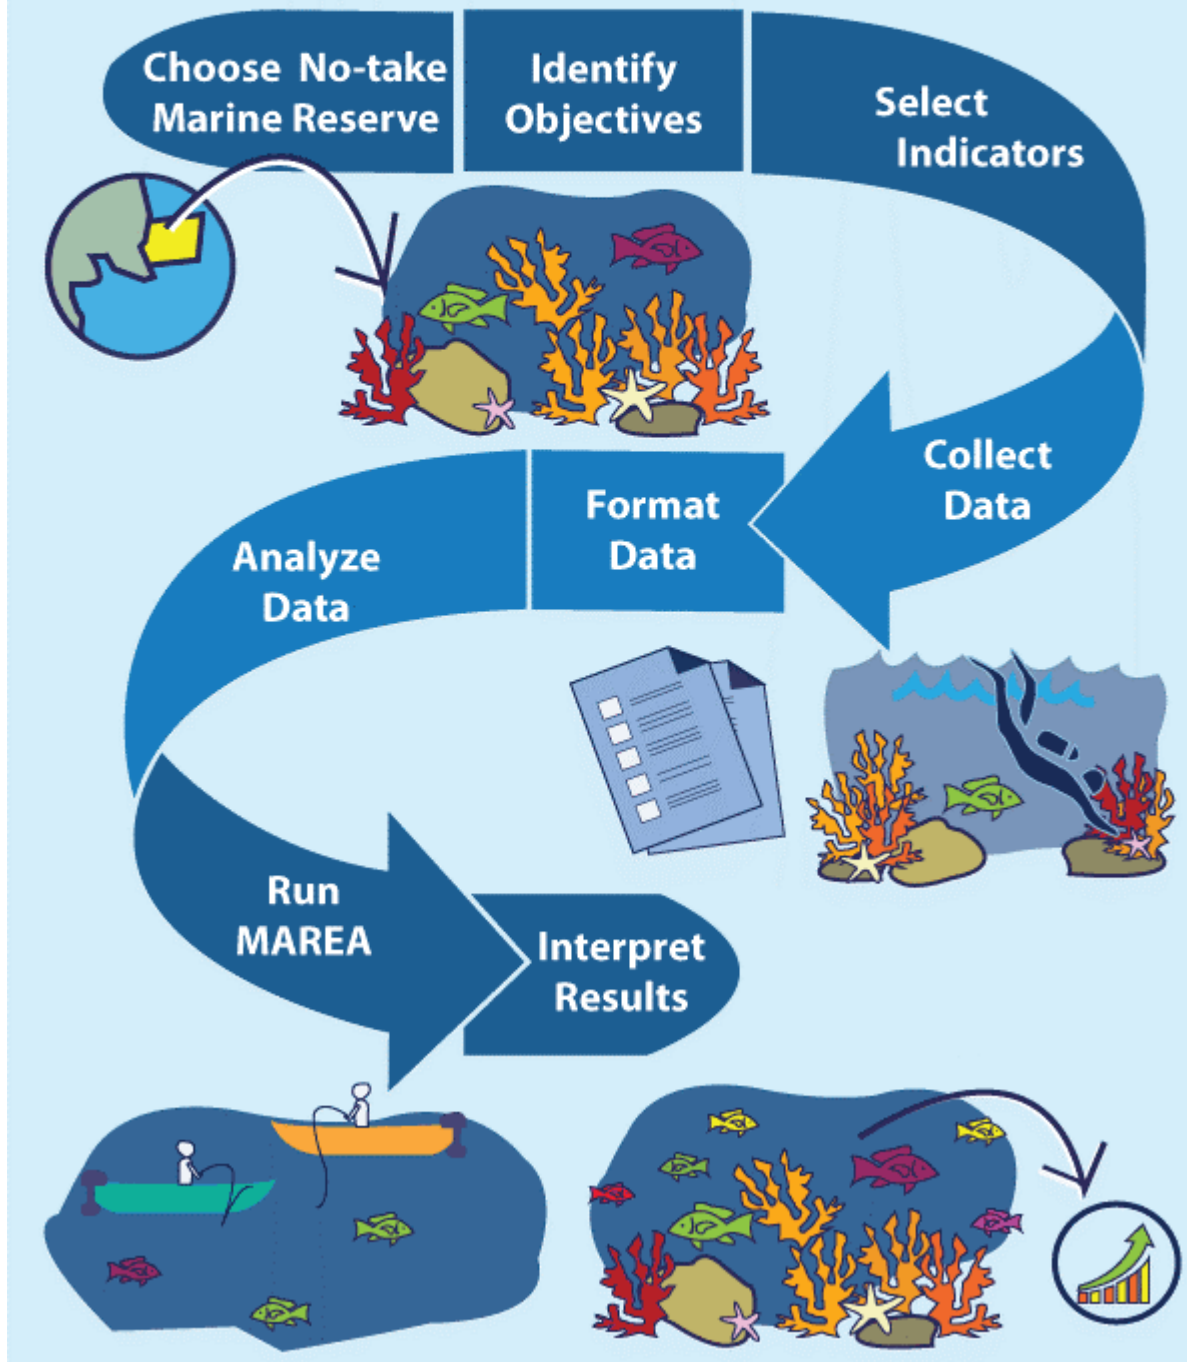 Choose No-take
Marine Reserve
Identify
Objectives
Select
Indicators
Collect
Data
Format
Data
Analyze
Data
Run
MAREA
Interpret
Results